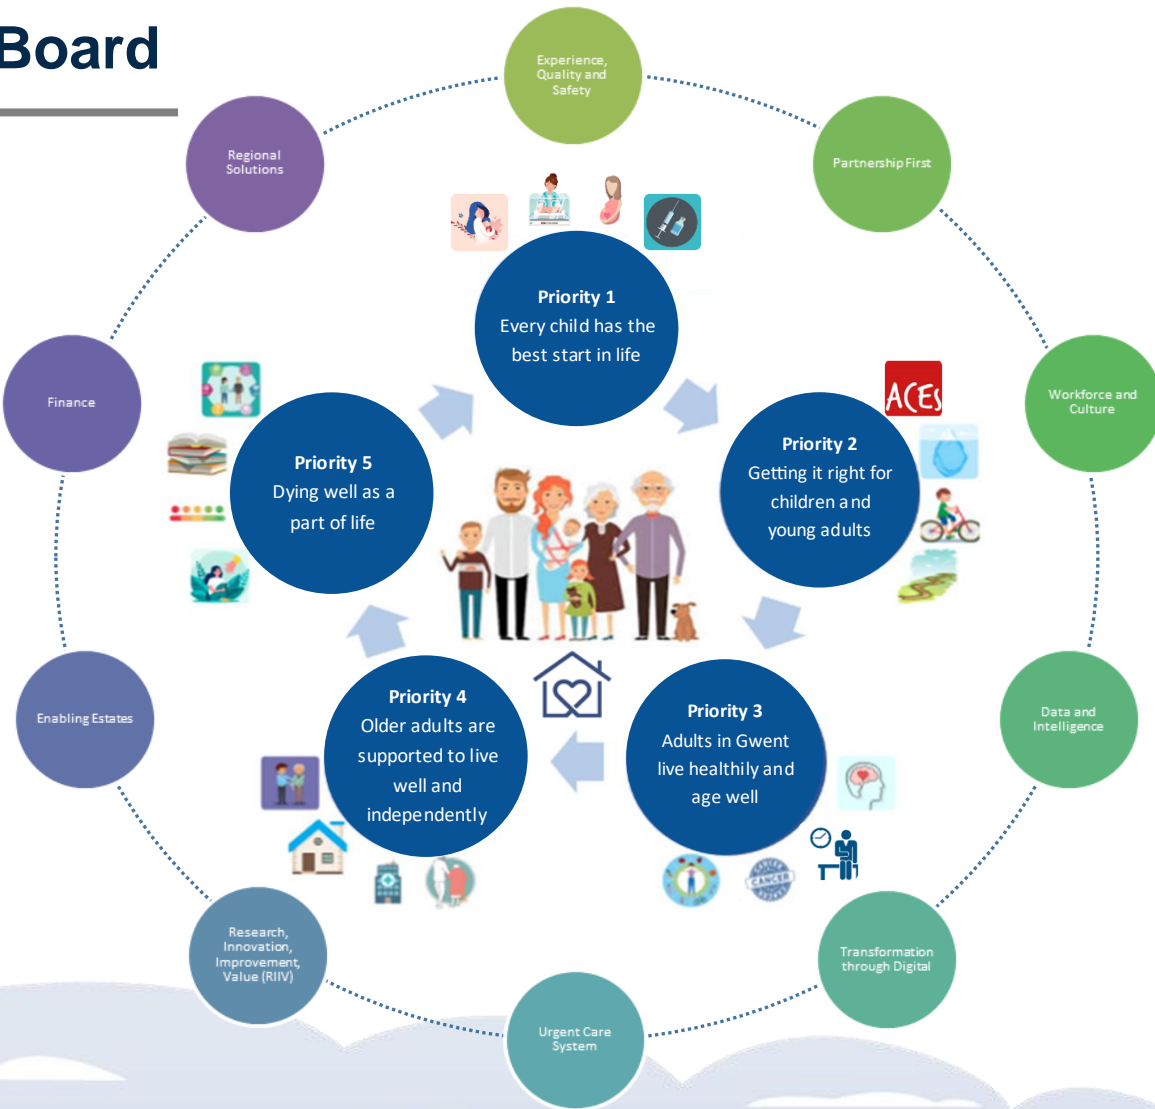 Board
Experience,
Quality and
Safety
Partnership First
Workforce and
Culture
Data and
Intelligence
Transformation
through Digital
Urgent Care
System
Research,
Innovation,
Improvement,
Value (RIIV)
Enabling Estates
Finance
Regional
Solutions
Priority 1
Every child has the
best start in life
Priority 2
Getting it right for
children and
young adults
ACEs
Priority 3
Adults in Gwent
live healthily and
age well
CANCER
Priority 4
Older adults are
supported to live
well and
independently
Priority 5
Dying well as a
part of life